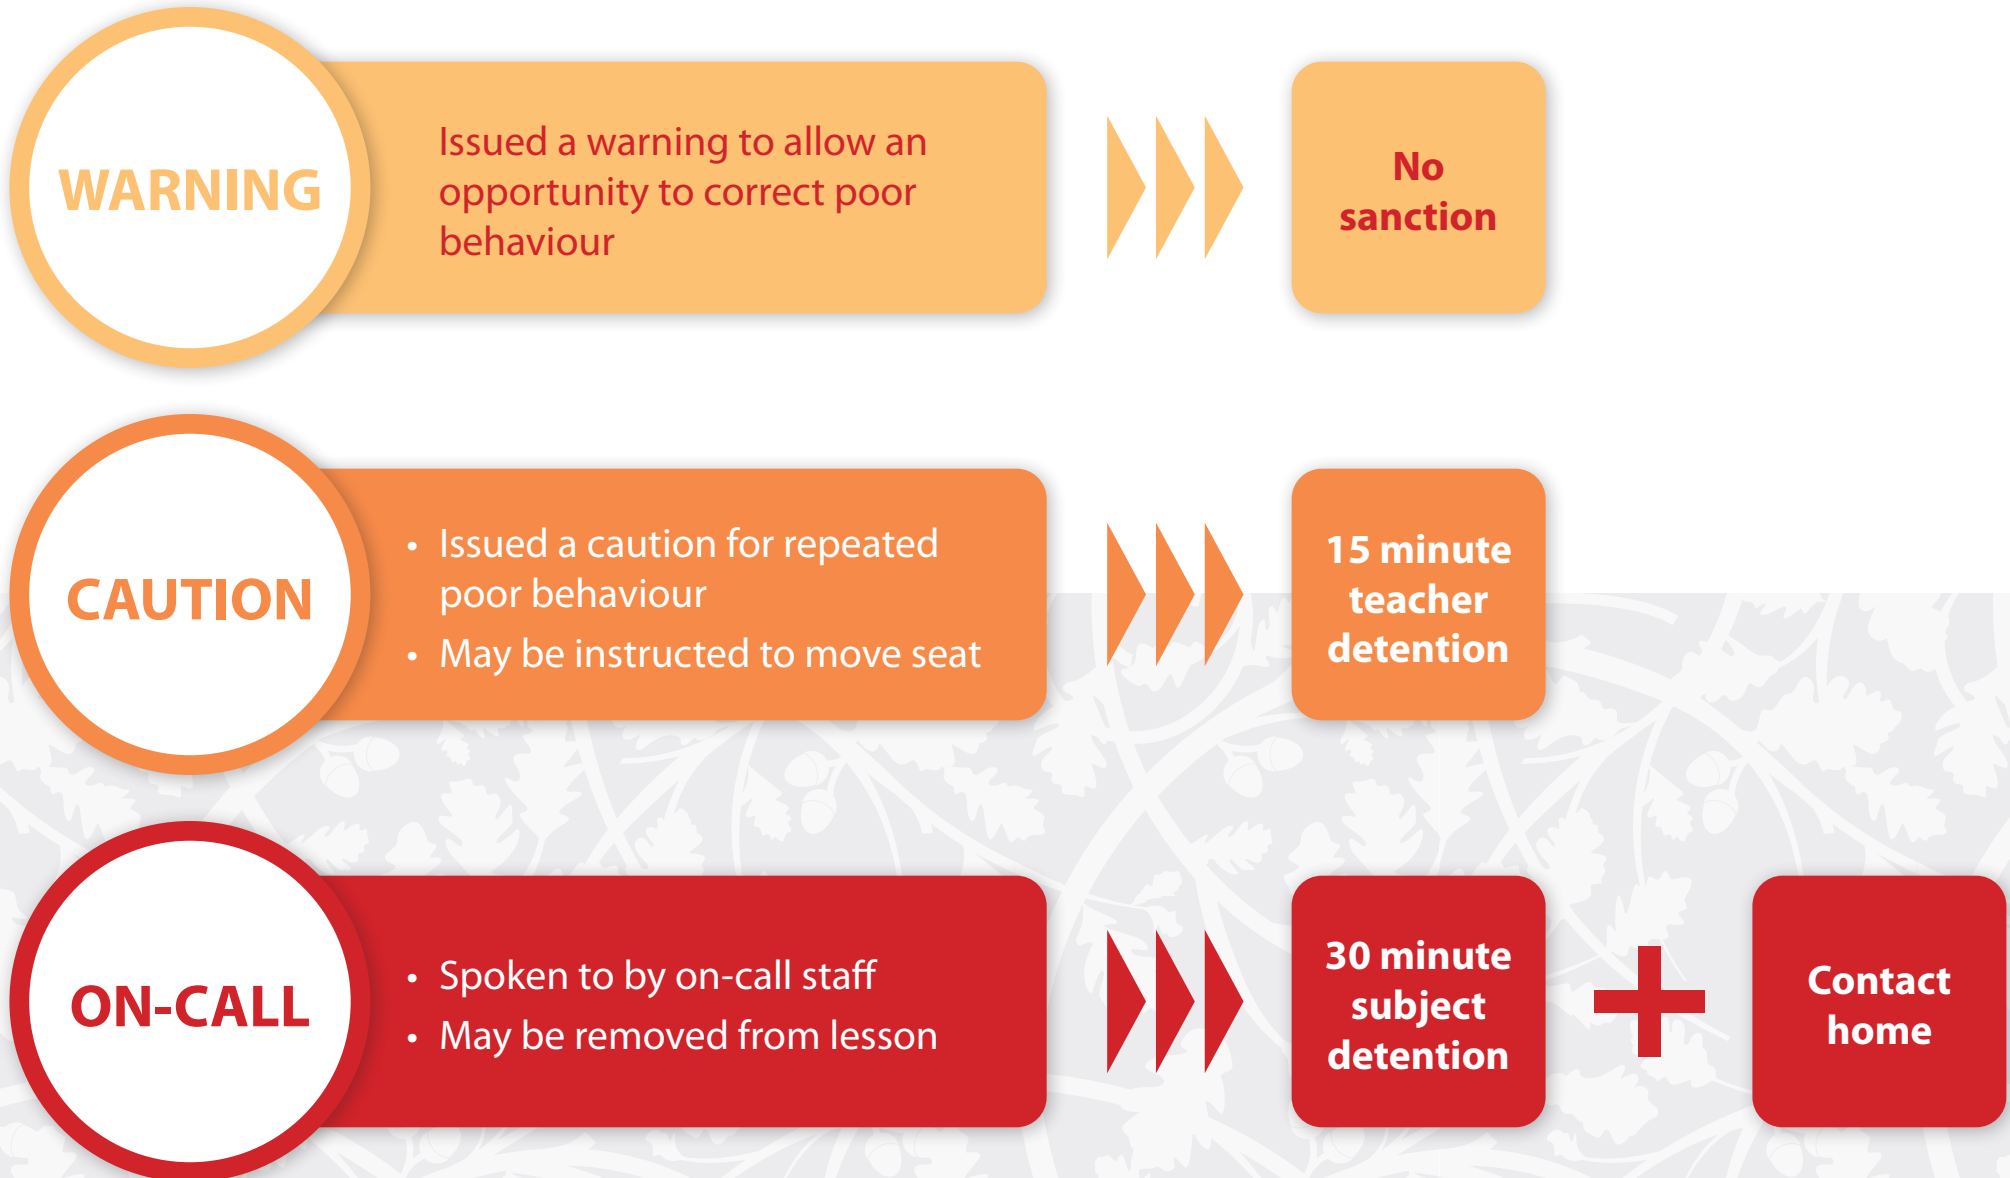 WARNING
Issued a warning to allow an
opportunity to correct poor
behaviour
No
sanction
CAUTION
• Issued a caution for repeated
poor behaviour
• May be instructed to move seat
15 minute
teacher
detention
ON-CALL
• Spoken to by on-call staff
• May be removed from lesson
30 minute
subject
detention
+
Contact
home